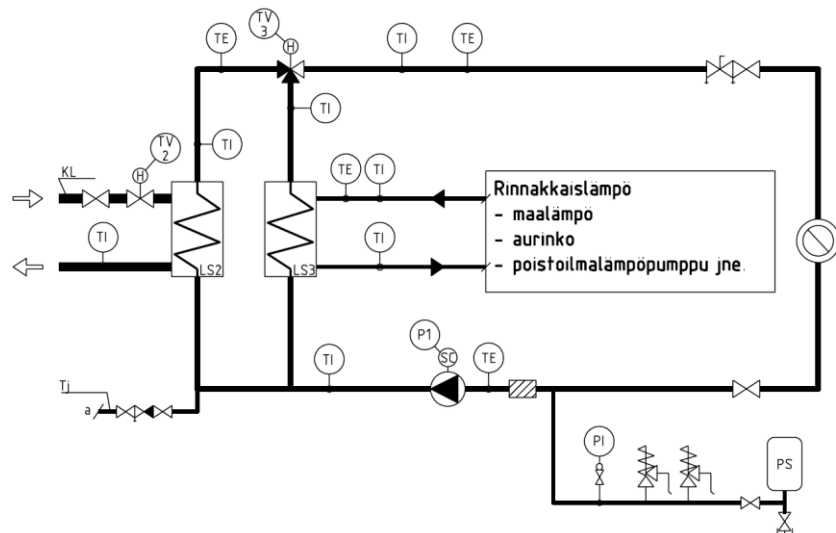 TV
3
H
TE
TI
TE
TI
TI
TV
2
H
KL
TE
TI
TI
TI
LS2
LS3
Rinnakkaislämpö
- maalämpö
- aurinko
- poistoilmalämpöpumppu jne.
P1
SC
TI
TE
Tj
a
PI
PS